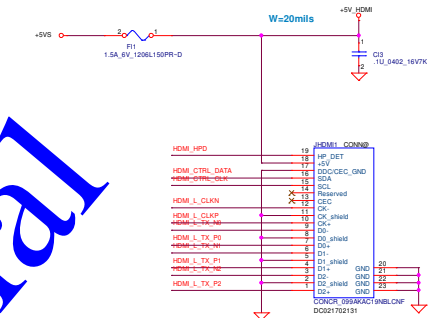 +5V_HDMI
W=20mils
+5VS
2
1
FI1
1.5A_6V_1206L150PR-D
1
2
CI3
.1U_0402_16V7K
JHDMI1 CONN@
HDMI_HPD
19
HP_DET
18
+5V
17
DDC/CEC_GND
HDMI_CTRL_DATA
16
SDA
HDMI_CTRL_CLK
15
SCL
14
Reserved
13
CEC
HDMI_L_CLKN
12
CK-
11
CK_shield
HDMI_L_CLKP
10
CK+
HDMI_L_TX_N0
9
D0-
8
D0_shield
HDMI_L_TX_P0
7
D0+
HDMI_L_TX_N1
6
D1-
5
D1_shield
HDMI_L_TX_P1
4
D1+
GND
20
HDMI_L_TX_N2
3
D2-
GND
21
2
D2_shield
GND
22
HDMI_L_TX_P2
1
D2+
GND
23
CONCR_099AKAC19NBLCNF
DC021702131